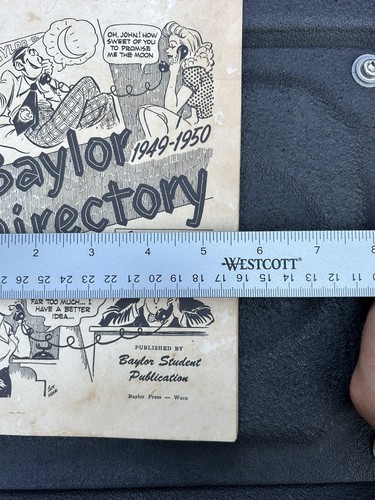 OH, JOHN! HOW
SWEET OF YOU
TO PROMISE
ME THE MOON
1949-1950
Baylor
Directory
2 3 4 5 6 7 8
WESTCOTT®
26 25 24 23 22 21 20 19 18 17 16 15 14 13 12 11 10
FAR TOO MUCH... I
HAVE A BETTER
IDEA...
PUBLISHED BY
Baylor Student
Publication
Baylor Press — Waco